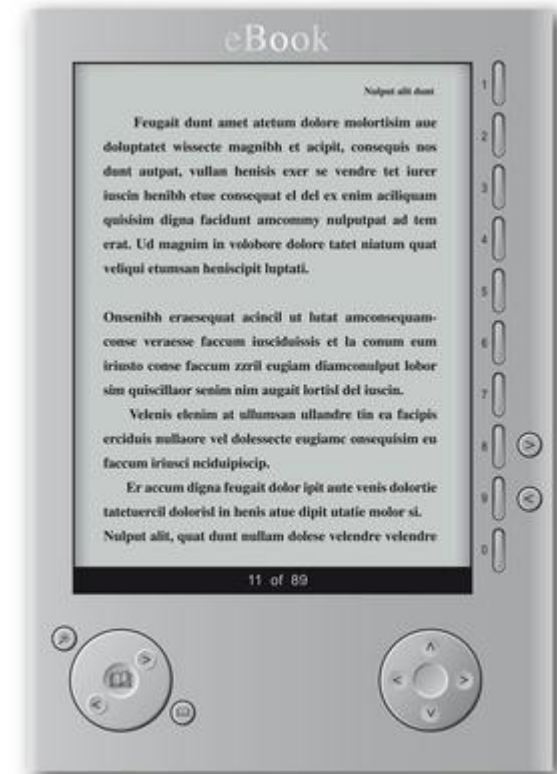 eBook
Nulput alit dunt
Feugait dunt amet atetum dolore molortisim aue
doluptatet wissecte magnibh et acipit, consequis nos
dunt autpat, vullan henisis exer se vendre tet iurer
iuscin henibh etue consequat el del ex enim aciliquam
quisisim digna facidunt amcommy nulputpat ad tem
erat. Ud magnim in volobore dolore tatet niatum quat
veliqui etumsan heniscipit luptati.
Onsenibh eraesequat acincil ut lutat amconsequam-
conse veraesse faccum iusciduissis et la conum eum
iriusto conse faccum zzril eugiam diamconulput lobor
sim quiscillaor senim nim augait lortisl del iuscin.
Velenis elenim at ullumsan ullandre tin ea facipis
erciduis nullaore vel dolessecte eugiamc onsequisim eu
faccum iriusci nciduipiscip.
Er accum digna feugait dolor ipit aute venis dolortie
tatetuercil dolorisl in henis atue dipit utatie molor si.
Nulput alit, quat dunt nullam dolese velendre velendre
11 of 89
1
2
3
4
5
6
7
8
9
0